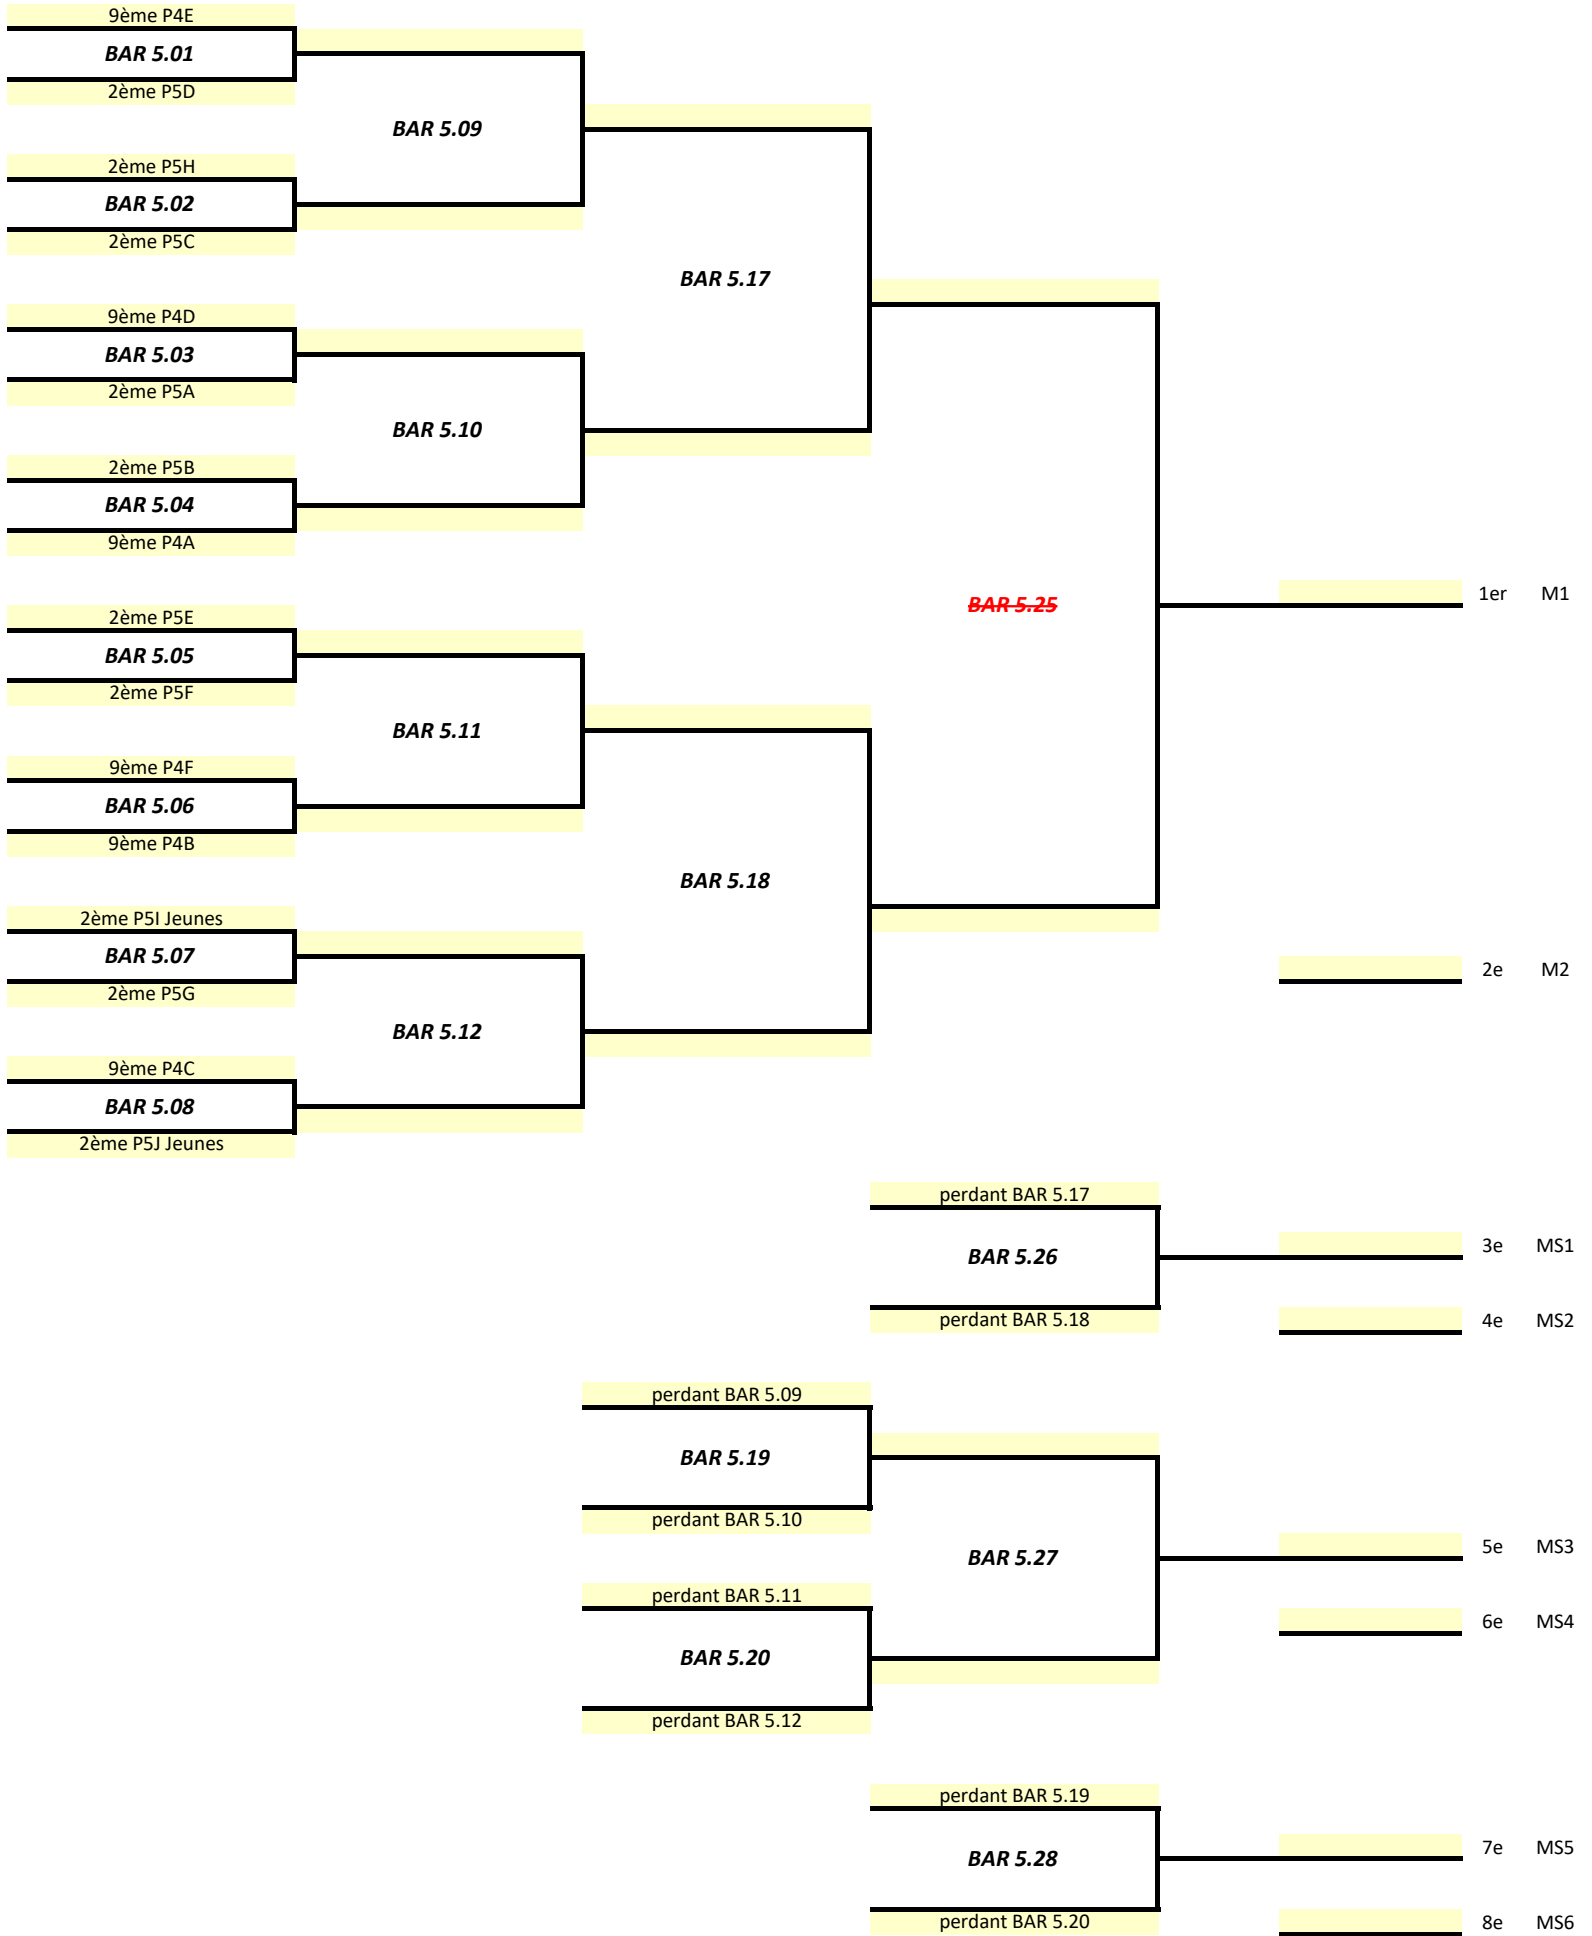 9ème P4E
BAR 5.01
2ème P5D
BAR 5.09
2ème P5H
BAR 5.02
2ème P5C
BAR 5.17
9ème P4D
BAR 5.03
2ème P5A
BAR 5.10
2ème P5B
BAR 5.04
9ème P4A
BAR 5.25
1er M1
2ème P5E
BAR 5.05
2ème P5F
BAR 5.11
9ème P4F
BAR 5.06
9ème P4B
BAR 5.18
2ème P5I Jeunes
BAR 5.07
2ème P5G
2e M2
BAR 5.12
9ème P4C
BAR 5.08
2ème P5J Jeunes
perdant BAR 5.17
BAR 5.26
3e MS1
perdant BAR 5.18
4e MS2
perdant BAR 5.09
BAR 5.19
perdant BAR 5.10
BAR 5.27
5e MS3
perdant BAR 5.11
6e MS4
BAR 5.20
perdant BAR 5.12
perdant BAR 5.19
BAR 5.28
7e MS5
perdant BAR 5.20
8e MS6